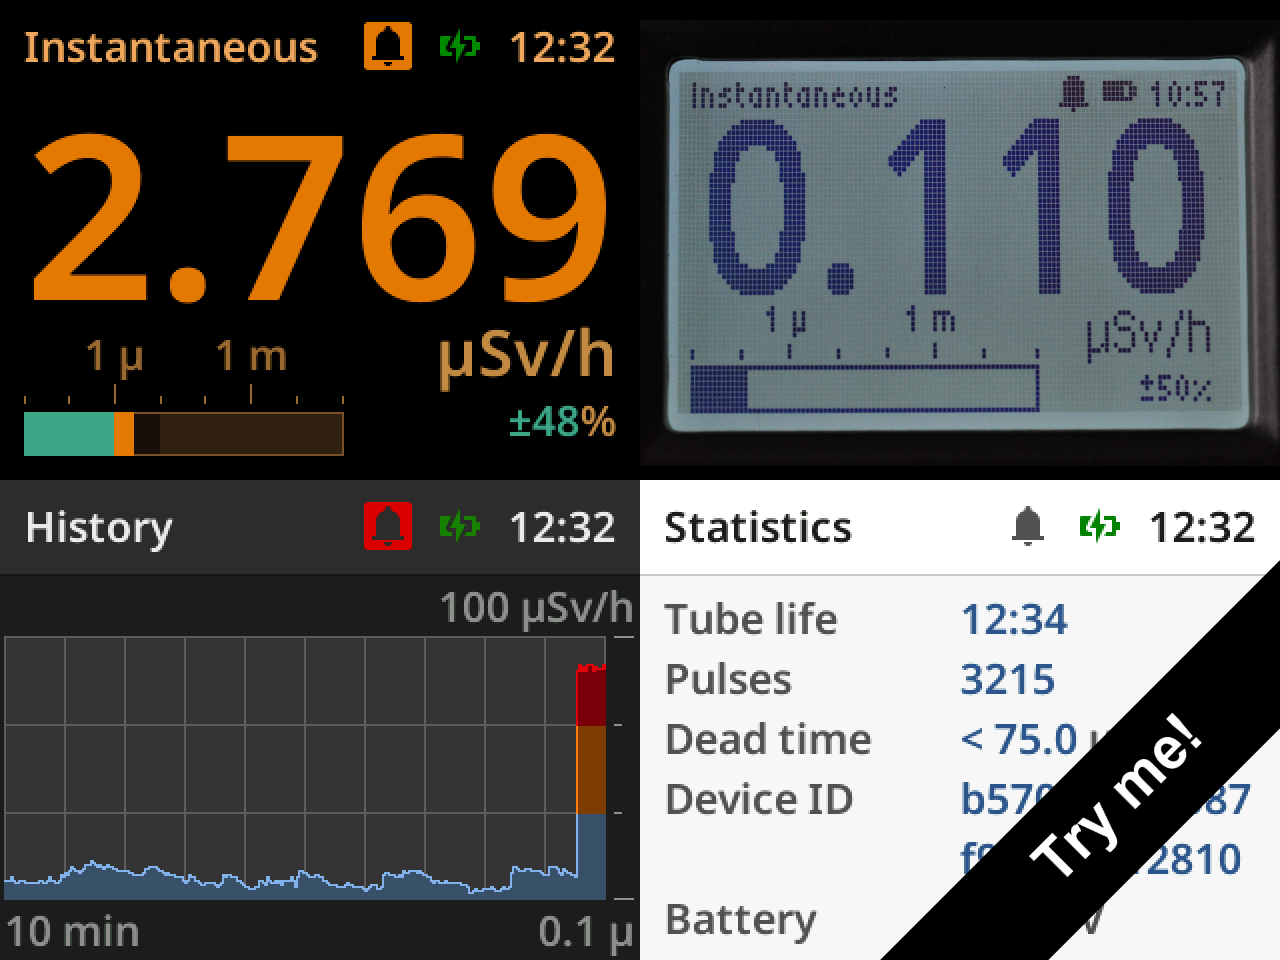 Instantaneous 12:32
2.769
1 µ 1 m µSv/h
±48%
Instantaneous 10:57
0.110
1 µ 1 m µSv/h
±50%
History 12:32
100 µSv/h
10 min 0.1 µ
Statistics 12:32
Tube life 12:34
Pulses 3215
Dead time < 75.0
Device ID
Battery
Try me!